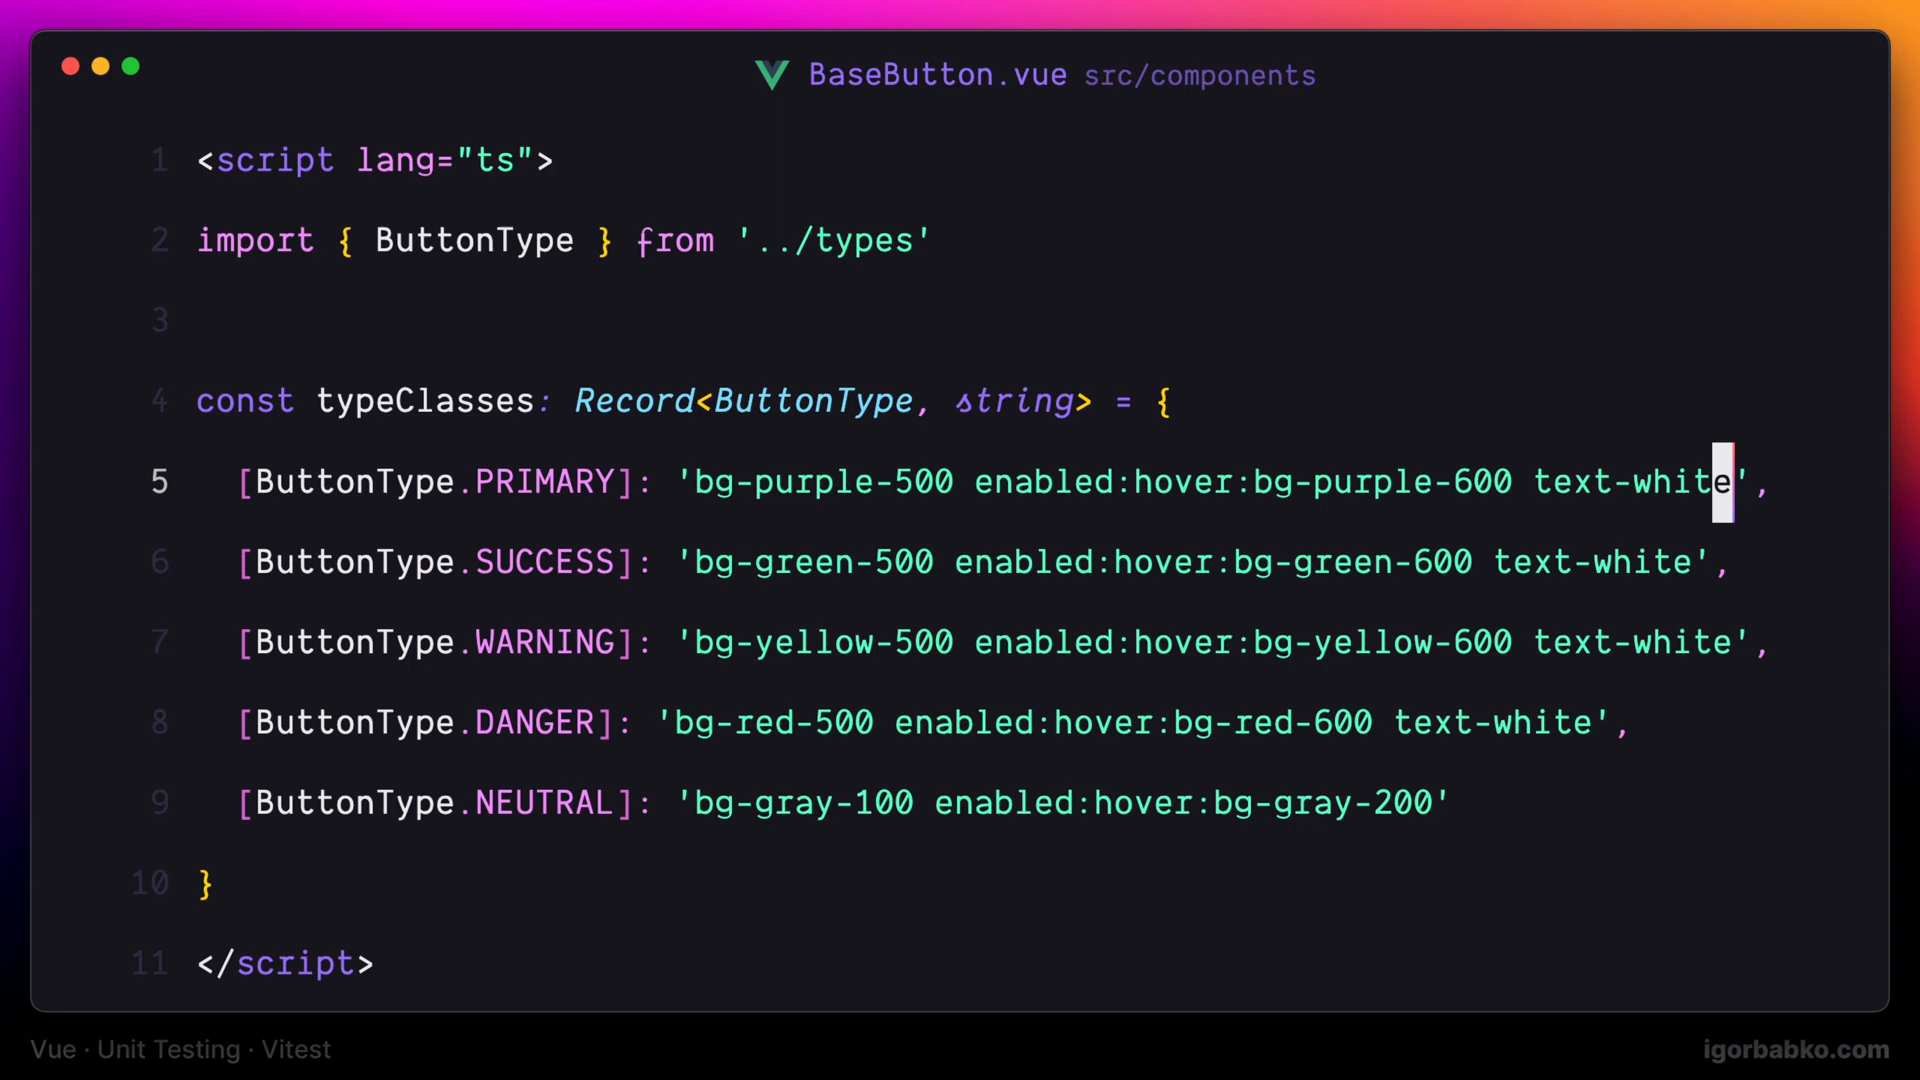 BaseButton.vue src/components
1 <script lang="ts">
2 import { ButtonType } from '../types'
3
4 const typeClasses: Record<ButtonType, string> = {
5   [ButtonType.PRIMARY]: 'bg-purple-500 enabled:hover:bg-purple-600 text-white',
6   [ButtonType.SUCCESS]: 'bg-green-500 enabled:hover:bg-green-600 text-white',
7   [ButtonType.WARNING]: 'bg-yellow-500 enabled:hover:bg-yellow-600 text-white',
8   [ButtonType.DANGER]: 'bg-red-500 enabled:hover:bg-red-600 text-white',
9   [ButtonType.NEUTRAL]: 'bg-gray-100 enabled:hover:bg-gray-200'
10 }
11 </script>
Vue · Unit Testing · Vitest
igorbabko.com